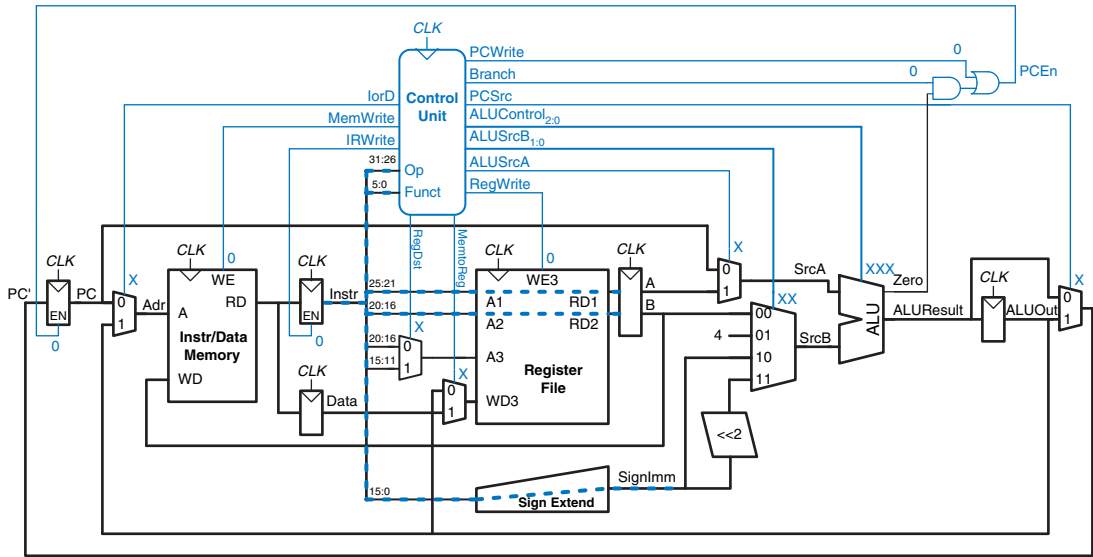 CLK
PCWrite
0
Branch
0
PCEn
IorD
Control
Unit
PCSrc
MemWrite
ALUControl2:0
IRWrite
ALUSrcB1:0
31:26
Op
ALUSrcA
5:0
Funct
RegWrite
RegDst
MemtoReg
CLK
X
CLK
0
CLK
CLK
0
CLK
X
SrcA
XXX
Zero
CLK
X
PC'
PC
EN
0
0
1
Adr
WE
RD
A
Instr/Data
Memory
WD
EN
0
Instr
25:21
20:16
20:16
15:11
X
0
1
A1
A2
A3
WD3
WE3
RD1
RD2
Register
File
A
B
0
1
XX
00
4
01
10
11
SrcB
ALU
ALUResult
ALUOut
0
1
CLK
Data
X
0
1
<<2
15:0
Sign Extend
SignImm